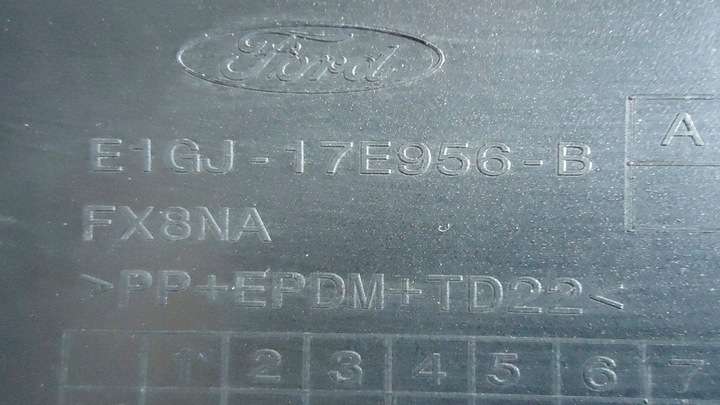 Ford
E1GJ-17E956-B
A
FX8NA
>PP+EPDM+TD22<
1 2 3 4 5 6 7